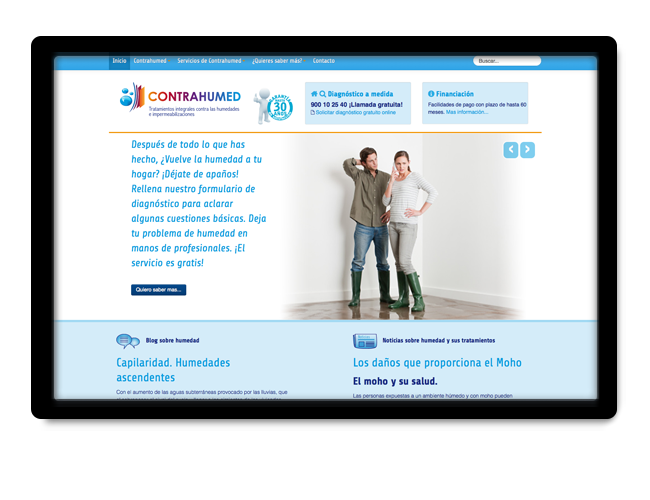 Inicio Contrahumed Servicios de Contrahumed ¿Quieres saber más? Contacto Buscar...
CONTRAHUMED
Tratamientos integrales contra las humedades
e impermeabilizaciones
GARANTÍA
30
AÑOS
Diagnóstico a medida
900 10 25 40 ¡Llamada gratuita!
Solicitar diagnóstico gratuito online
Financiación
Facilidades de pago con plazo de hasta 60
meses. Mas información...
Después de todo lo que has
hecho, ¿Vuelve la humedad a tu
hogar? ¡Déjate de apaños!
Rellena nuestro formulario de
diagnóstico para aclarar
algunas cuestiones básicas. Deja
tu problema de humedad en
manos de profesionales. ¡El
servicio es gratis!
Quiero saber mas...
Blog sobre humedad
Capilaridad. Humedades
ascendentes
Con el aumento de las aguas subterráneas provocado por las lluvias, que
Noticias sobre humedad y sus tratamientos
Los daños que proporciona el Moho
El moho y su salud.
Las personas expuestas a un ambiente húmedo y con moho pueden